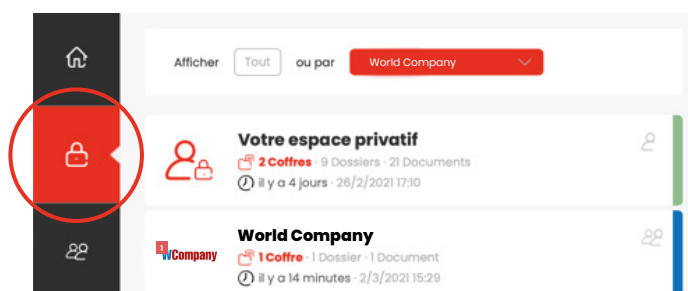 Afficher Tout ou par World Company
Votre espace privatif
2 Coffres · 9 Dossiers · 21 Documents
il y a 4 jours · 26/2/2021 17:10
1
WCompany
World Company
1 Coffre · 1 Dossier · 1 Document
il y a 14 minutes · 2/3/2021 15:29